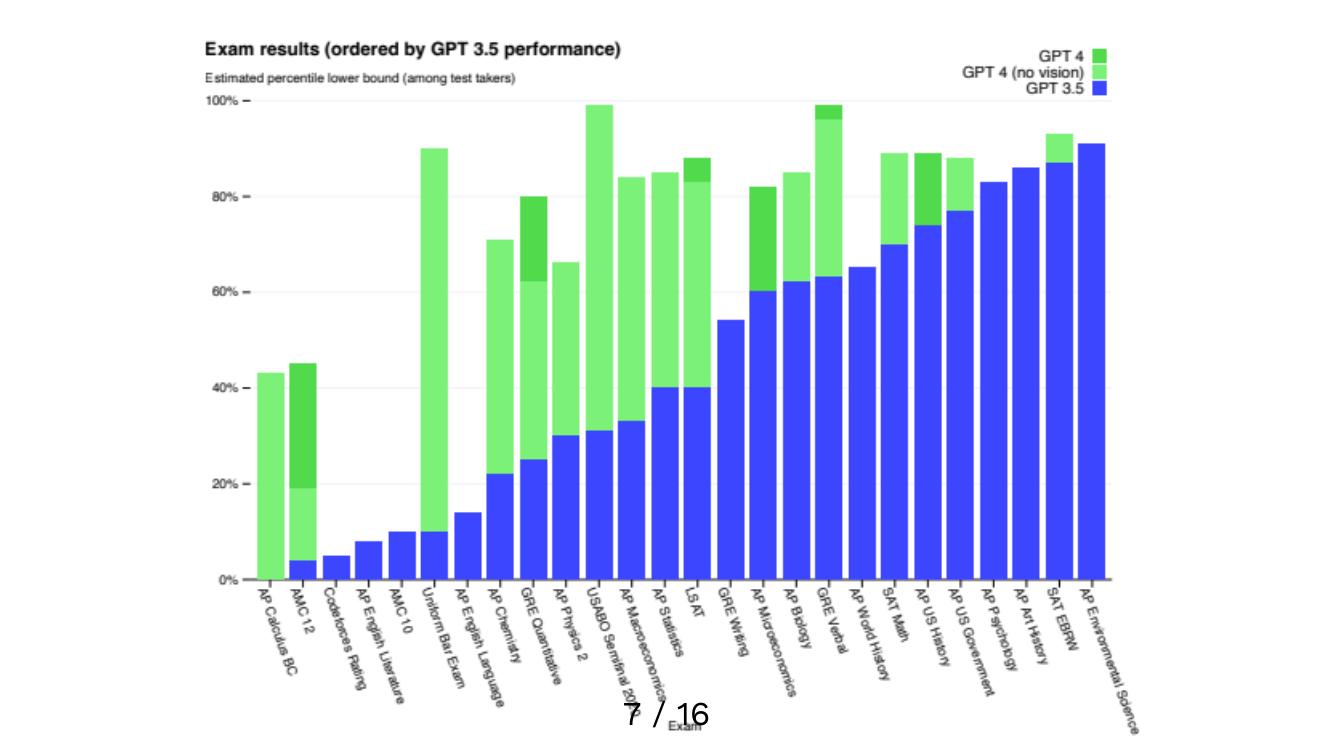 Exam results (ordered by GPT 3.5 performance)
Estimated percentile lower bound (among test takers)
GPT 4
GPT 4 (no vision)
GPT 3.5
100%
80%
60%
40%
20%
0%
AP Calculus BC
AMC 12
Codeforces Rating
AP English Literature
AMC 10
Uniform Bar Exam
AP English Language
AP Chemistry
GRE Quantitative
AP Physics 2
USABO Semifinal
AP Macroeconomics
AP Statistics
LSAT
GRE Writing
AP Microeconomics
AP Biology
GRE Verbal
AP World History
SAT Math
AP US History
AP US Government
AP Psychology
AP Art History
SAT EBRW
AP Environmental Science
7 / 16
Exam